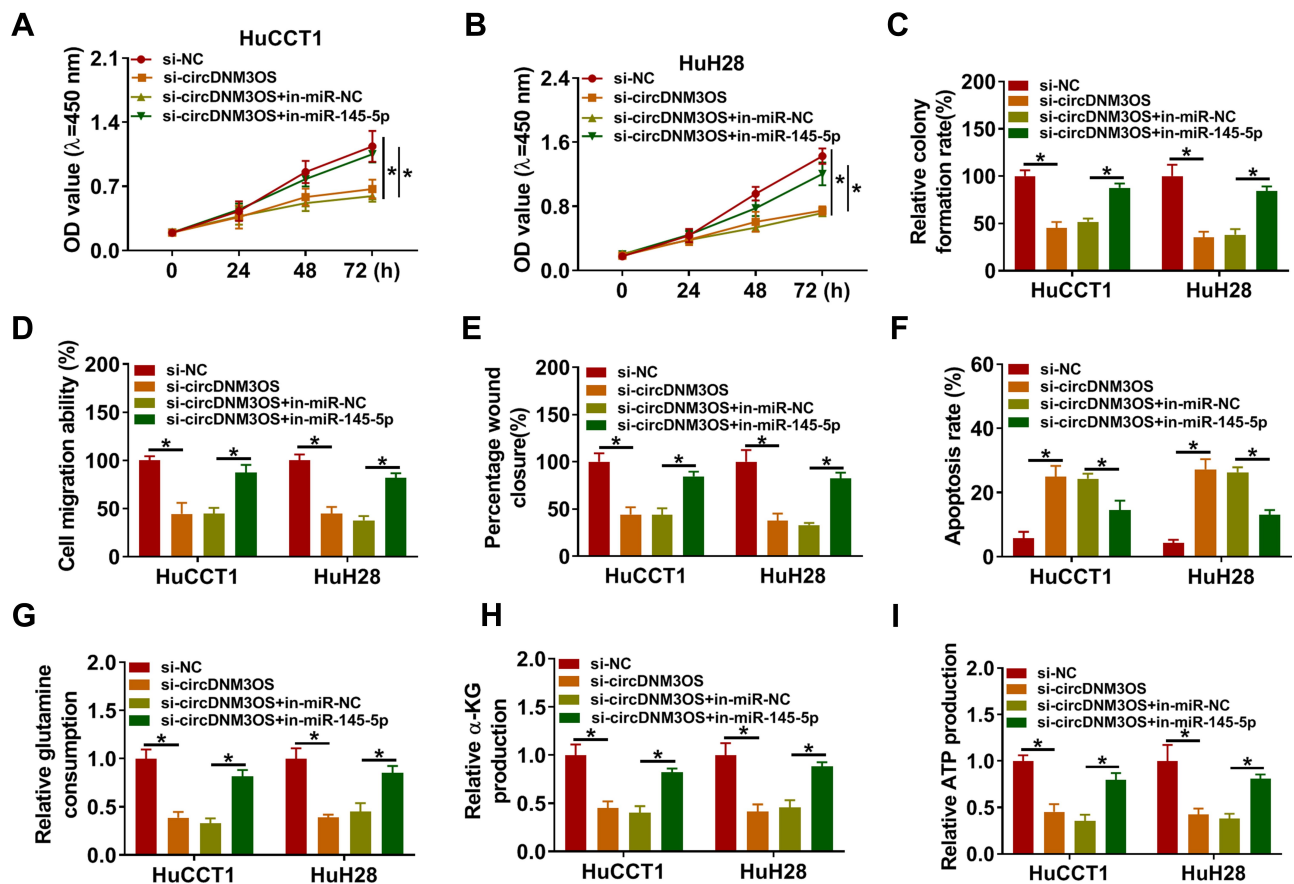 A
HuCCT1
si-NC
si-circDNM3OS
si-circDNM3OS+in-miR-NC
si-circDNM3OS+in-miR-145-5p
OD value (λ=450 nm)
2.1
1.4
0.7
0.0
0 24 48 72 (h)
* *
B
HuH28
si-NC
si-circDNM3OS
si-circDNM3OS+in-miR-NC
si-circDNM3OS+in-miR-145-5p
OD value (λ=450 nm)
2.4
1.6
0.8
0.0
0 24 48 72 (h)
* *
C
si-NC
si-circDNM3OS
si-circDNM3OS+in-miR-NC
si-circDNM3OS+in-miR-145-5p
Relative colony
formation rate(%)
200
150
100
50
0
* * * *
HuCCT1 HuH28
D
si-NC
si-circDNM3OS
si-circDNM3OS+in-miR-NC
si-circDNM3OS+in-miR-145-5p
Cell migration ability (%)
200
150
100
50
0
* * * *
HuCCT1 HuH28
E
si-NC
si-circDNM3OS
si-circDNM3OS+in-miR-NC
si-circDNM3OS+in-miR-145-5p
Percentage wound
closure(%)
200
150
100
50
0
* * * *
HuCCT1 HuH28
F
si-NC
si-circDNM3OS
si-circDNM3OS+in-miR-NC
si-circDNM3OS+in-miR-145-5p
Apoptosis rate (%)
60
40
20
0
* * * *
HuCCT1 HuH28
G
si-NC
si-circDNM3OS
si-circDNM3OS+in-miR-NC
si-circDNM3OS+in-miR-145-5p
Relative glutamine
consumption
2.0
1.5
1.0
0.5
0.0
* * * *
HuCCT1 HuH28
H
si-NC
si-circDNM3OS
si-circDNM3OS+in-miR-NC
si-circDNM3OS+in-miR-145-5p
Relative α-KG
production
2.0
1.5
1.0
0.5
0.0
* * * *
HuCCT1 HuH28
I
si-NC
si-circDNM3OS
si-circDNM3OS+in-miR-NC
si-circDNM3OS+in-miR-145-5p
Relative ATP production
2.0
1.5
1.0
0.5
0.0
* * * *
HuCCT1 HuH28